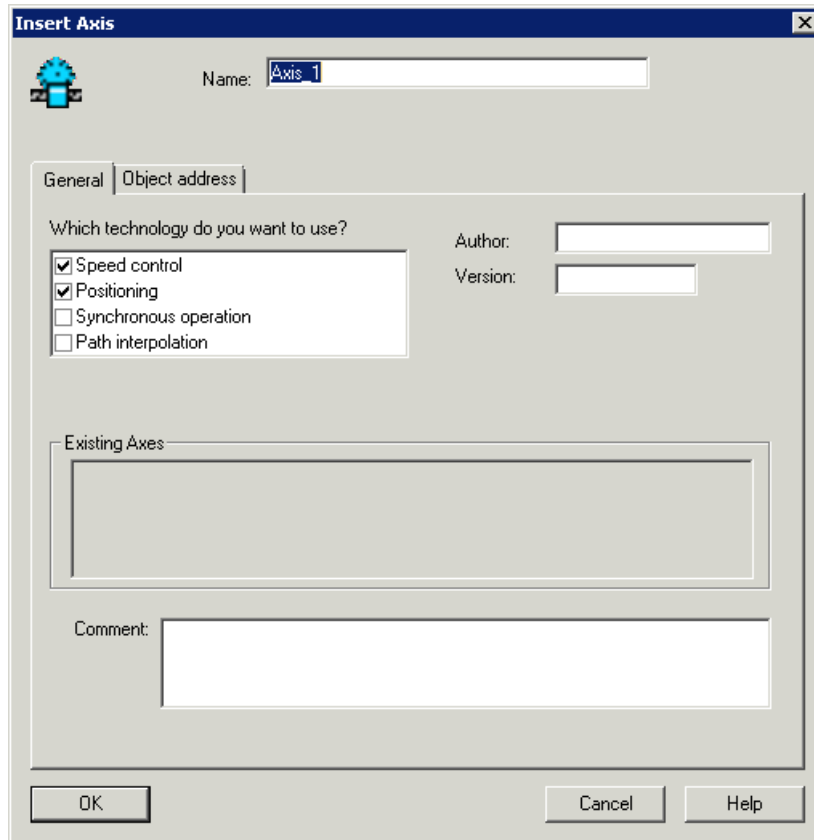 Insert Axis
Name: Axis_1
General Object address
Which technology do you want to use?
Speed control
Positioning
Synchronous operation
Path interpolation
Author:
Version:
Existing Axes
Comment:
OK Cancel Help